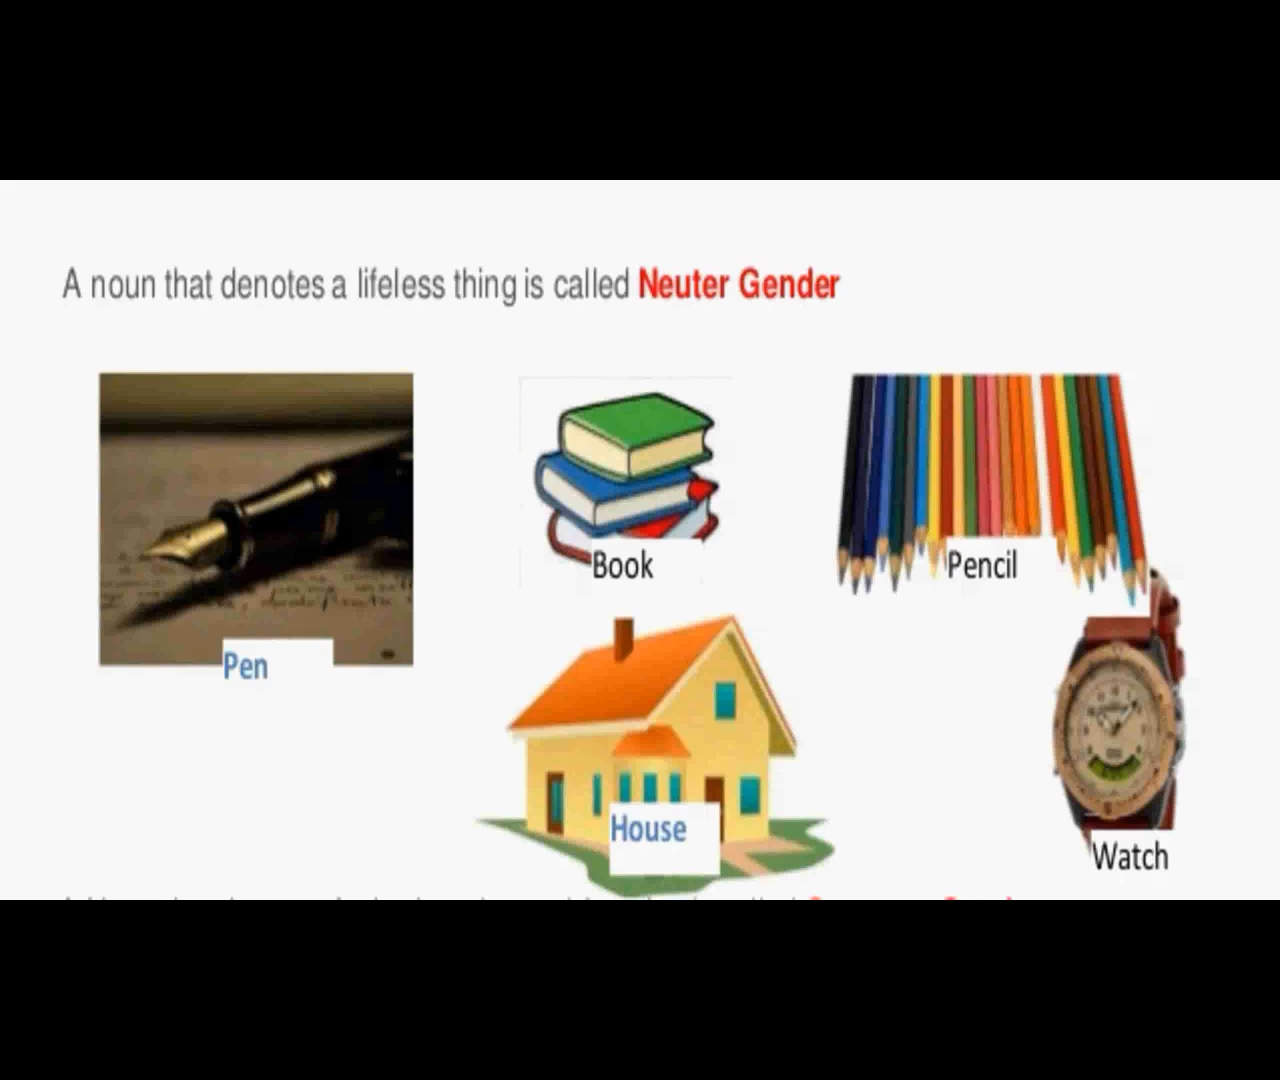 A noun that denotes a lifeless thing is called Neuter Gender
Book
Pencil
Pen
House
Watch